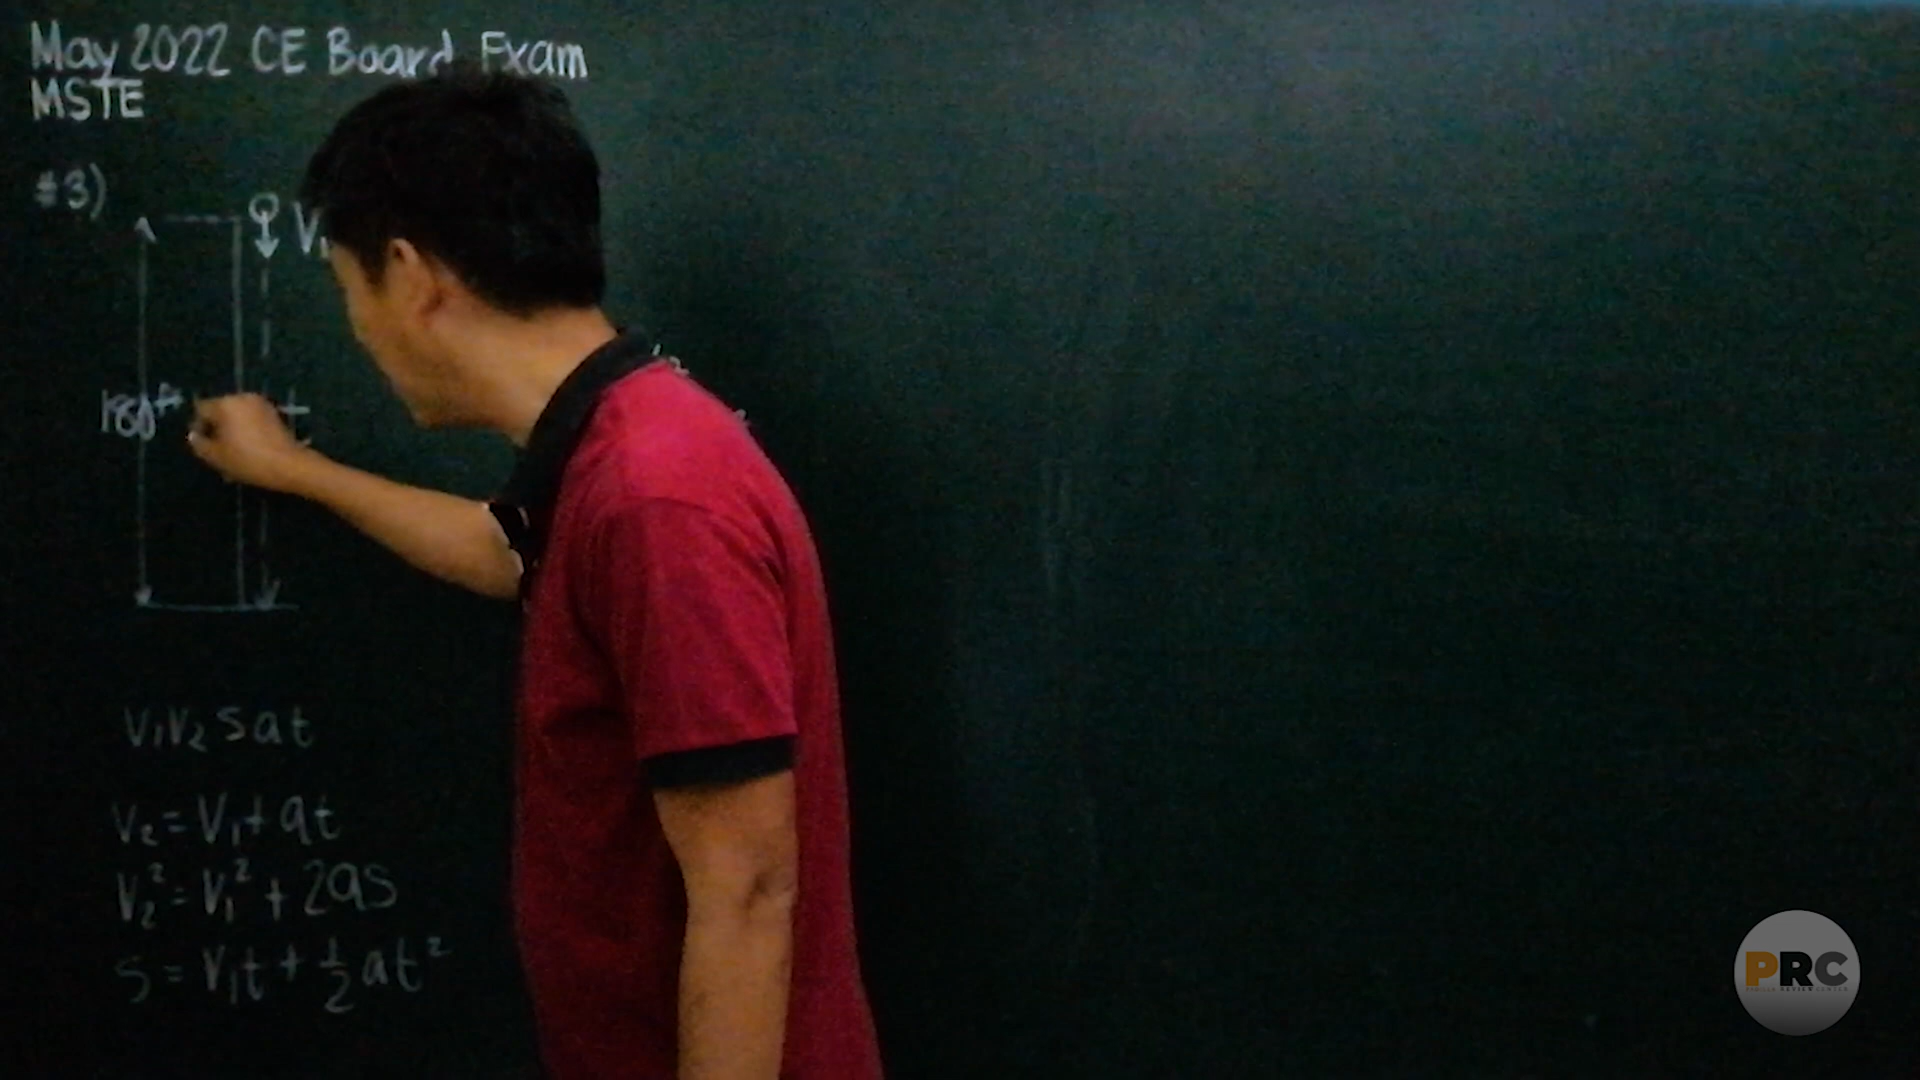 May 2022 CE Board Exam
MSTE
#3)
V₁
180ft
t
V₁V₂ s a t
V₂ = V₁ + at
V₂² = V₁² + 2as
s = V₁t + ½at²
PRC